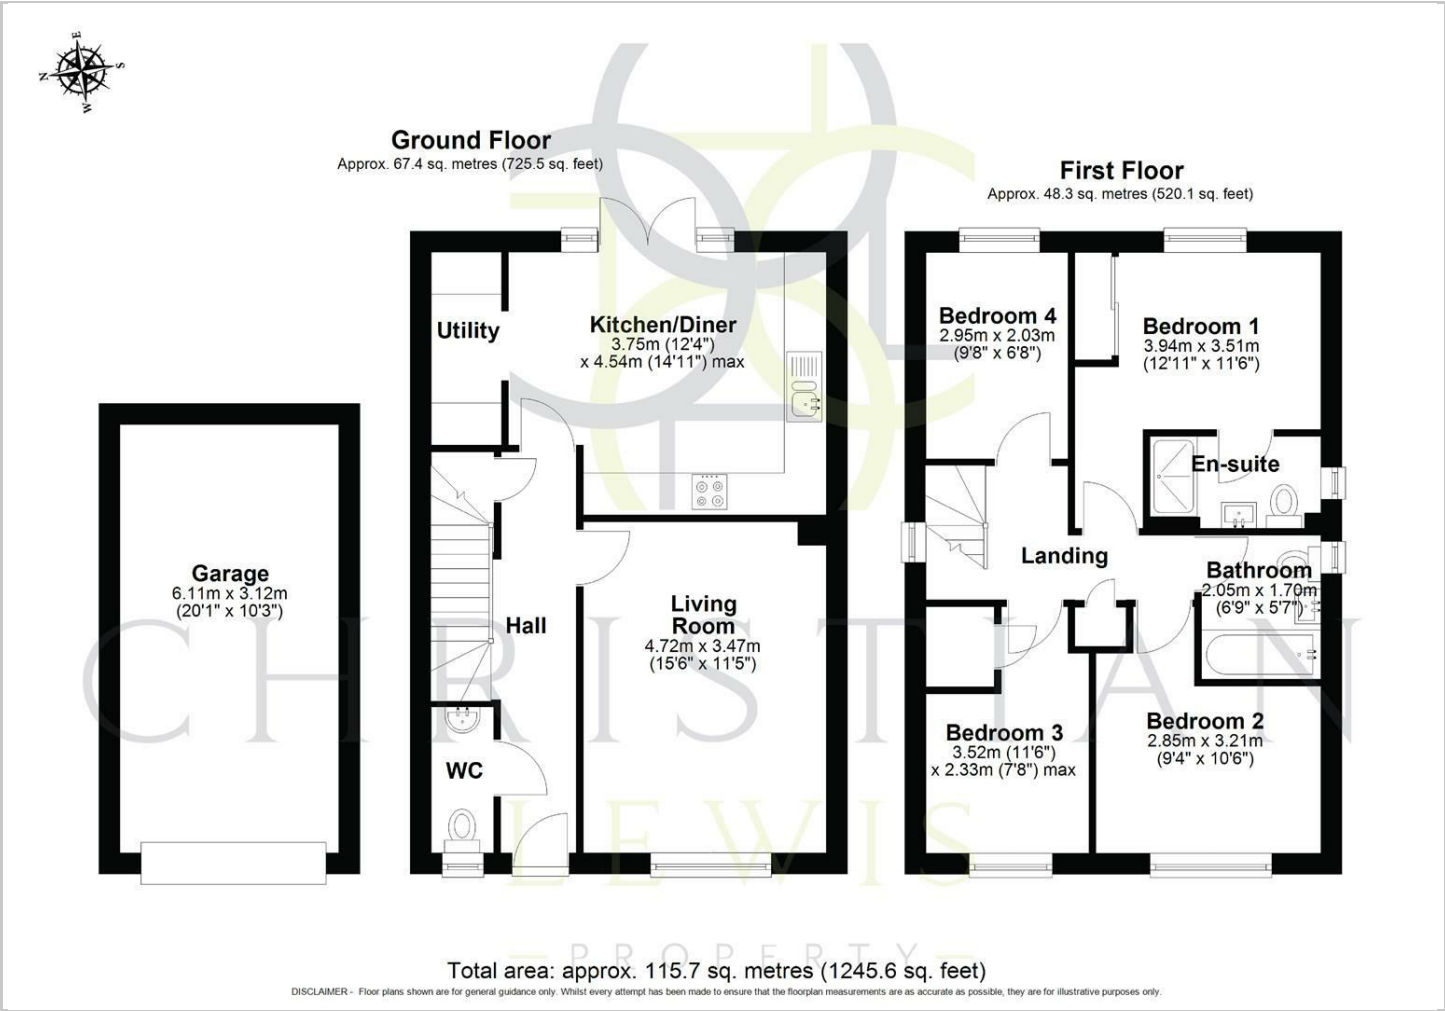 E
N
S
W
Ground Floor
Approx. 67.4 sq. metres (725.5 sq. feet)
First Floor
Approx. 48.3 sq. metres (520.1 sq. feet)
Utility
Kitchen/Diner
3.75m (12'4")
x 4.54m (14'11") max
Bedroom 4
2.95m x 2.03m
(9'8" x 6'8")
Bedroom 1
3.94m x 3.51m
(12'11" x 11'6")
En-suite
Garage
6.11m x 3.12m
(20'1" x 10'3")
Hall
Living
Room
4.72m x 3.47m
(15'6" x 11'5")
Landing
Bathroom
2.05m x 1.70m
(6'9" x 5'7")
WC
Bedroom 3
3.52m (11'6")
x 2.33m (7'8") max
Bedroom 2
2.85m x 3.21m
(9'4" x 10'6")
CHRISTIAN
LEWIS
PROPERTY
Total area: approx. 115.7 sq. metres (1245.6 sq. feet)
DISCLAIMER - Floor plans shown are for general guidance only. Whilst every attempt has been made to ensure that the floorplan measurements are as accurate as possible, they are for illustrative purposes only.